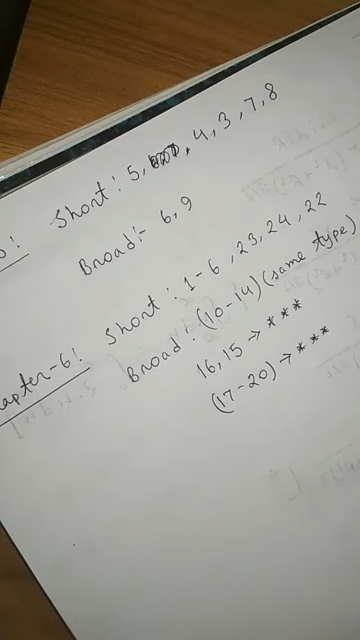 Short: 5, 4, 3, 7, 8
Broad:- 6, 9
Chapter-6: Short: 1-6, 23, 24, 22
Broad: (10-14) (same type)
16, 15 → ***
(17-20) → ***